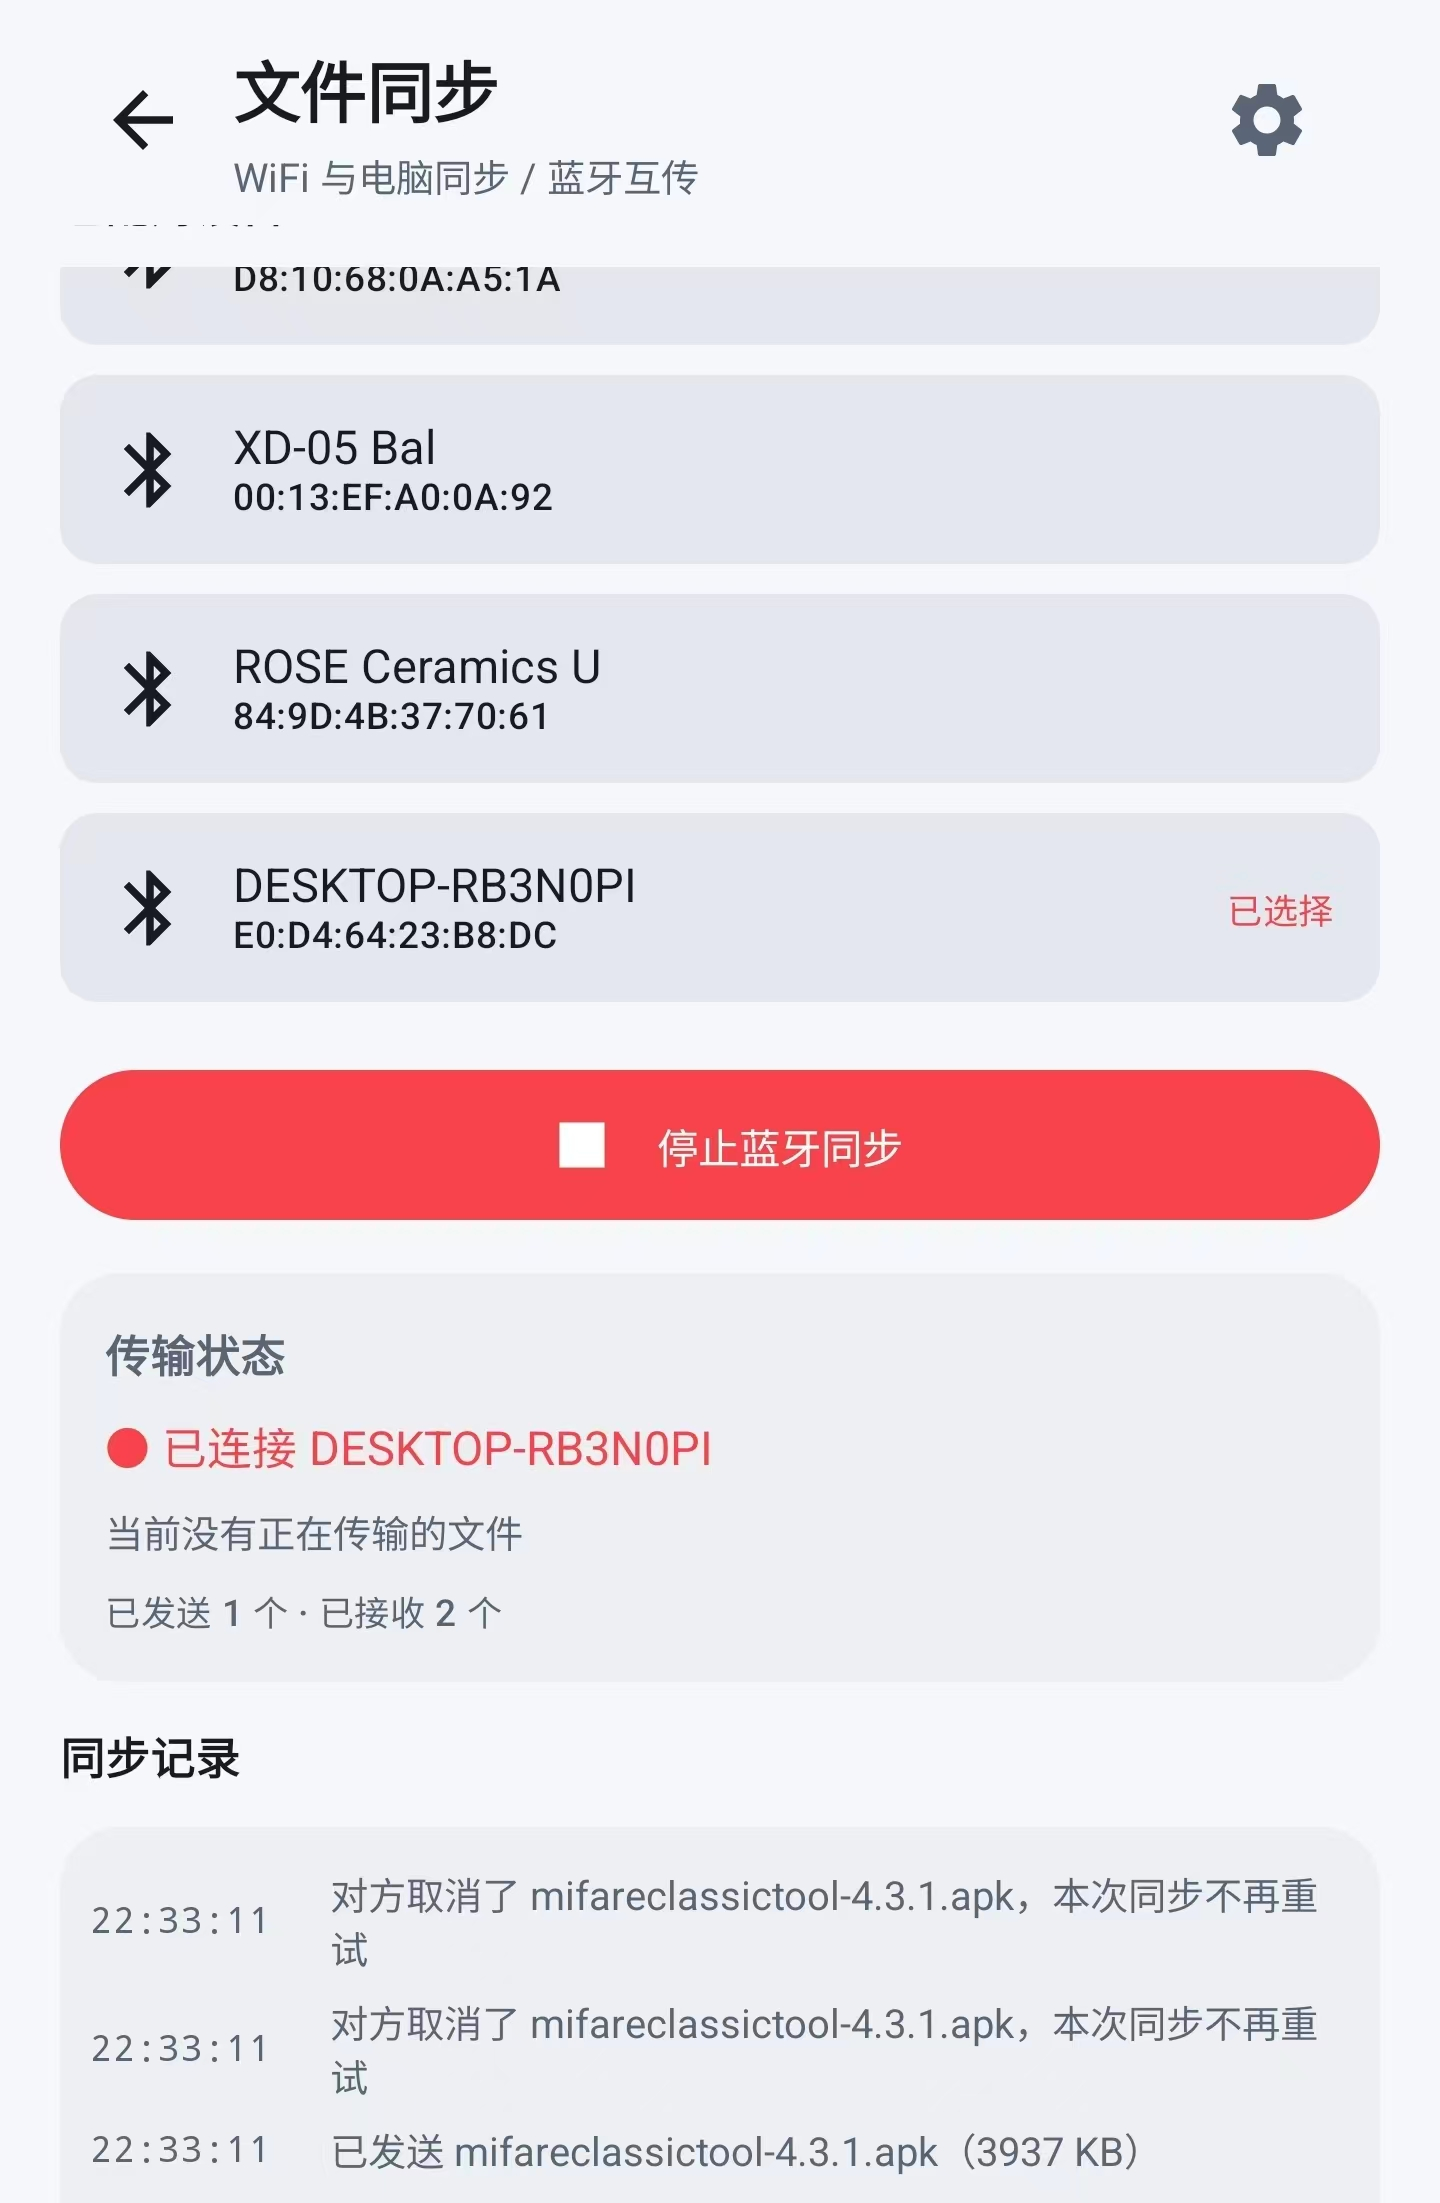 文件同步
WiFi 与电脑同步 / 蓝牙互传
D8:10:68:0A:A5:1A
XD-05 Bal
00:13:EF:A0:0A:92
ROSE Ceramics U
84:9D:4B:37:70:61
DESKTOP-RB3N0PI
E0:D4:64:23:B8:DC
已选择
停止蓝牙同步
传输状态
已连接 DESKTOP-RB3N0PI
当前没有正在传输的文件
已发送 1 个 · 已接收 2 个
同步记录
22:33:11
对方取消了 mifareclassictool-4.3.1.apk，本次同步不再重
试
22:33:11
对方取消了 mifareclassictool-4.3.1.apk，本次同步不再重
试
22:33:11
已发送 mifareclassictool-4.3.1.apk（3937 KB）